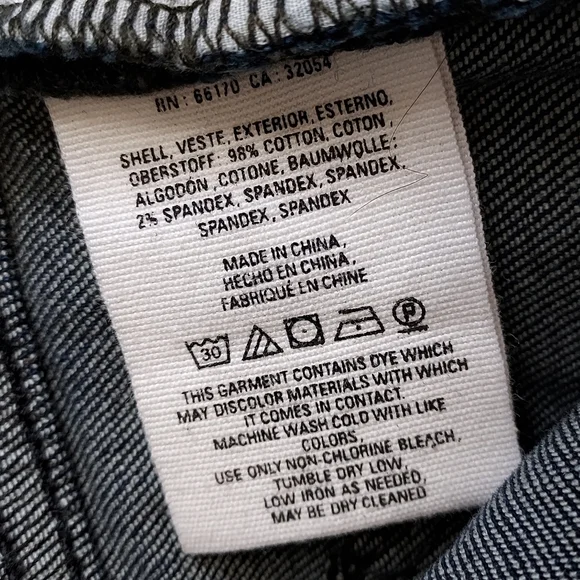 RN : 66170 CA : 32054
SHELL, VESTE, EXTERIOR, ESTERNO,
OBERSTOFF: 98% COTTON, COTON,
ALGODÓN, COTONE, BAUMWOLLE;
2% SPANDEX, SPANDEX, SPANDEX,
SPANDEX, SPANDEX
MADE IN CHINA,
HECHO EN CHINA,
FABRIQUÉ EN CHINE
30 P
THIS GARMENT CONTAINS DYE WHICH
MAY DISCOLOR MATERIALS WITH WHICH
IT COMES IN CONTACT.
MACHINE WASH COLD WITH LIKE
COLORS,
USE ONLY NON-CHLORINE BLEACH,
TUMBLE DRY LOW,
LOW IRON AS NEEDED,
MAY BE DRY CLEANED